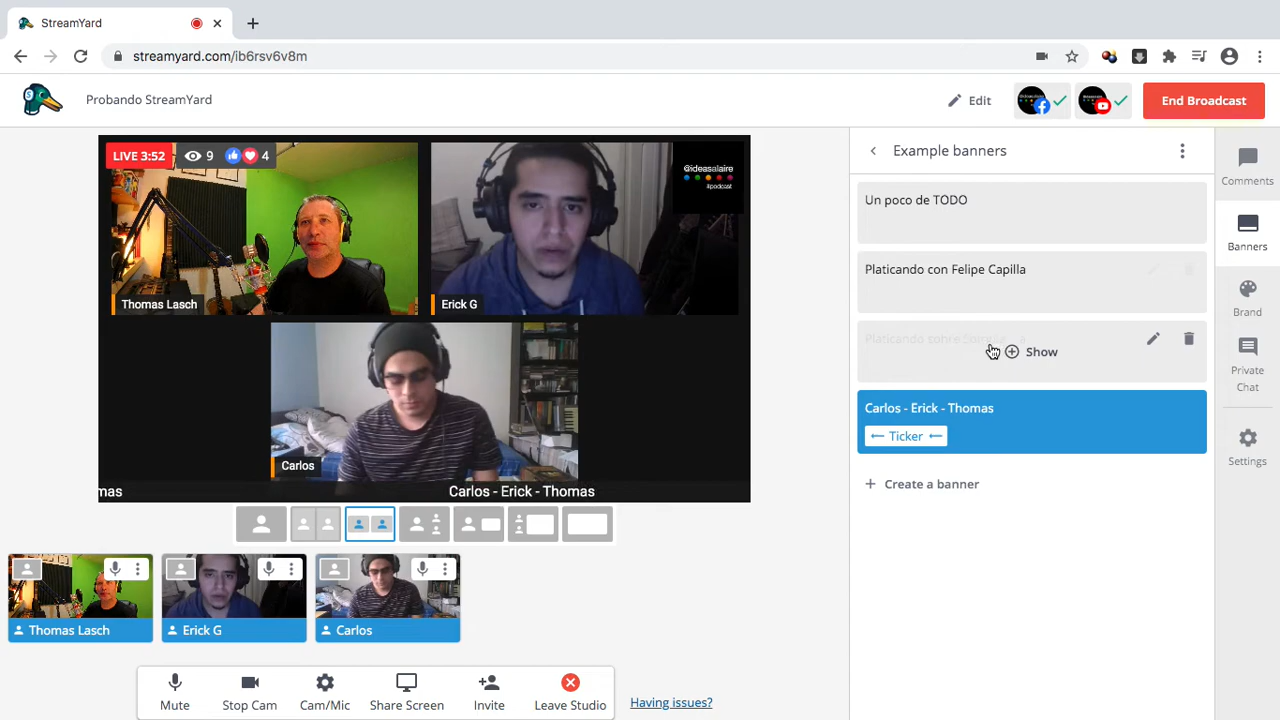 StreamYard
streamyard.com/ib6rsv6v8m
Probando StreamYard
Edit
End Broadcast
LIVE 3:52
9
4
@ideasalaire
#podcast
Thomas Lasch
Erick G
Carlos
mas
Carlos - Erick - Thomas
Thomas Lasch
Erick G
Carlos
Mute
Stop Cam
Cam/Mic
Share Screen
Invite
Leave Studio
Having issues?
Example banners
Un poco de TODO
Platicando con Felipe Capilla
Platicando
Show
Carlos - Erick - Thomas
Ticker
Create a banner
Comments
Banners
Brand
Private
Chat
Settings